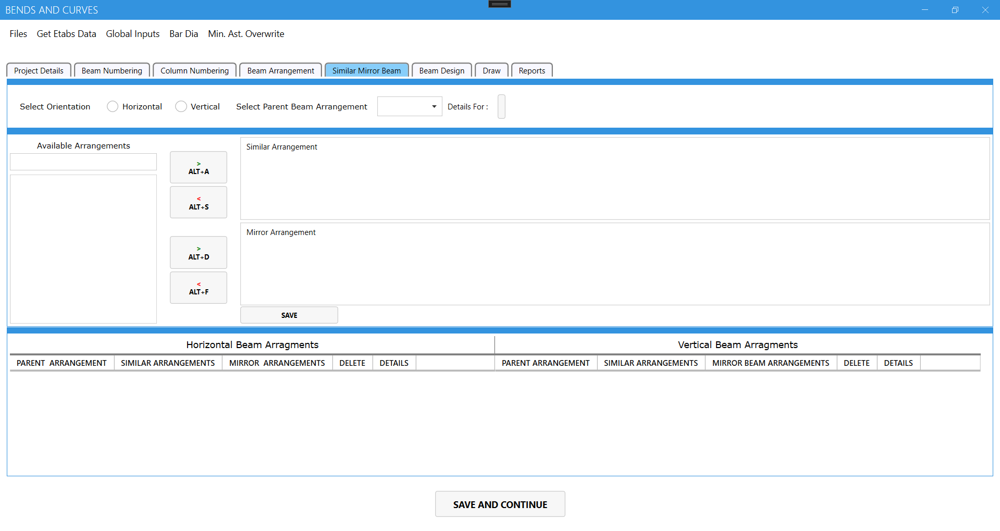 BENDS AND CURVES
Files Get Etabs Data Global Inputs Bar Dia Min. Ast. Overwrite
Project Details Beam Numbering Column Numbering Beam Arrangement Similar Mirror Beam Beam Design Draw Reports
Select Orientation Horizontal Vertical Select Parent Beam Arrangement Details For :
Available Arrangements
>
ALT+A
<
ALT+S
>
ALT+D
<
ALT+F
Similar Arrangement
Mirror Arrangement
SAVE
Horizontal Beam Arragments Vertical Beam Arragments
PARENT ARRANGEMENT SIMILAR ARRANGEMENTS MIRROR ARRANGEMENTS DELETE DETAILS PARENT ARRANGEMENT SIMILAR ARRANGEMENTS MIRROR BEAM ARRANGEMENTS DELETE DETAILS
SAVE AND CONTINUE